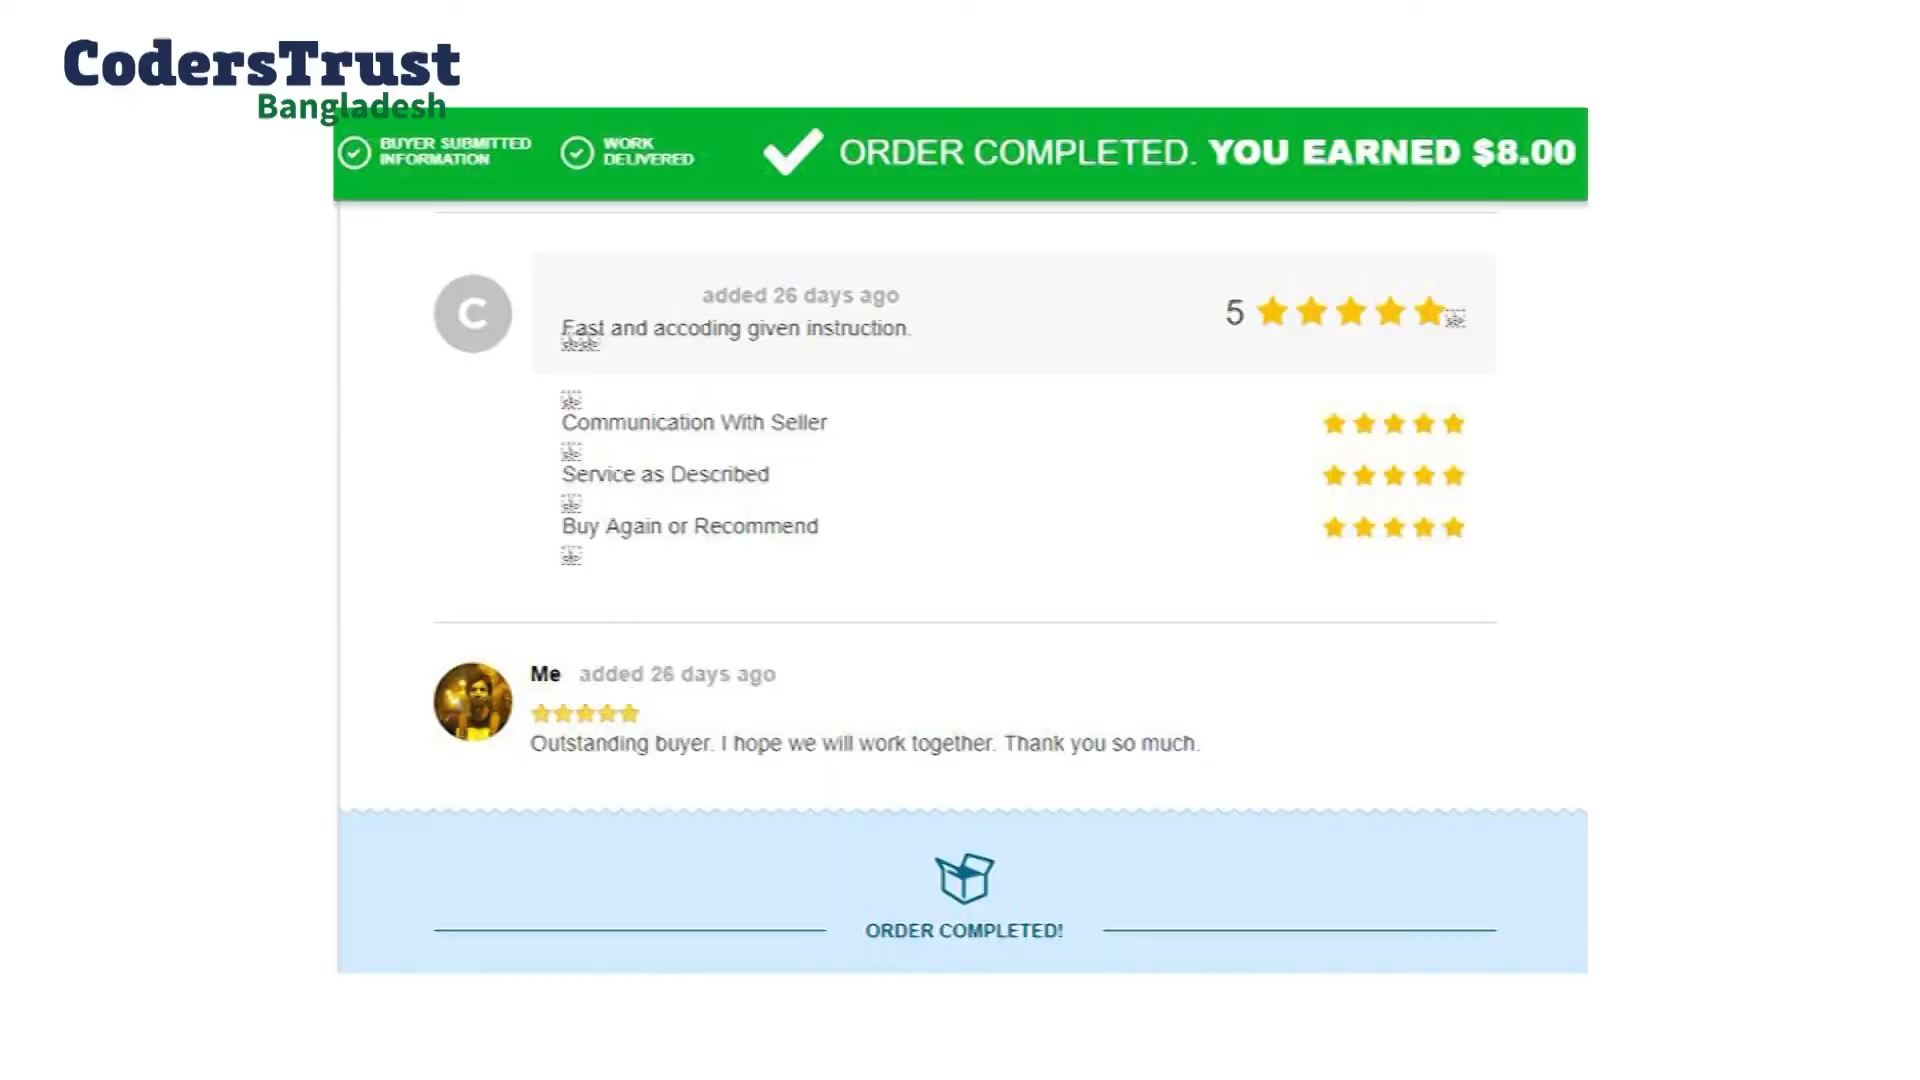 CodersTrust
Bangladesh
BUYER SUBMITTED
INFORMATION
WORK
DELIVERED
ORDER COMPLETED. YOU EARNED $8.00
C
added 26 days ago
Fast and accoding given instruction.
5
Communication With Seller
Service as Described
Buy Again or Recommend
Me added 26 days ago
Outstanding buyer. I hope we will work together. Thank you so much.
ORDER COMPLETED!